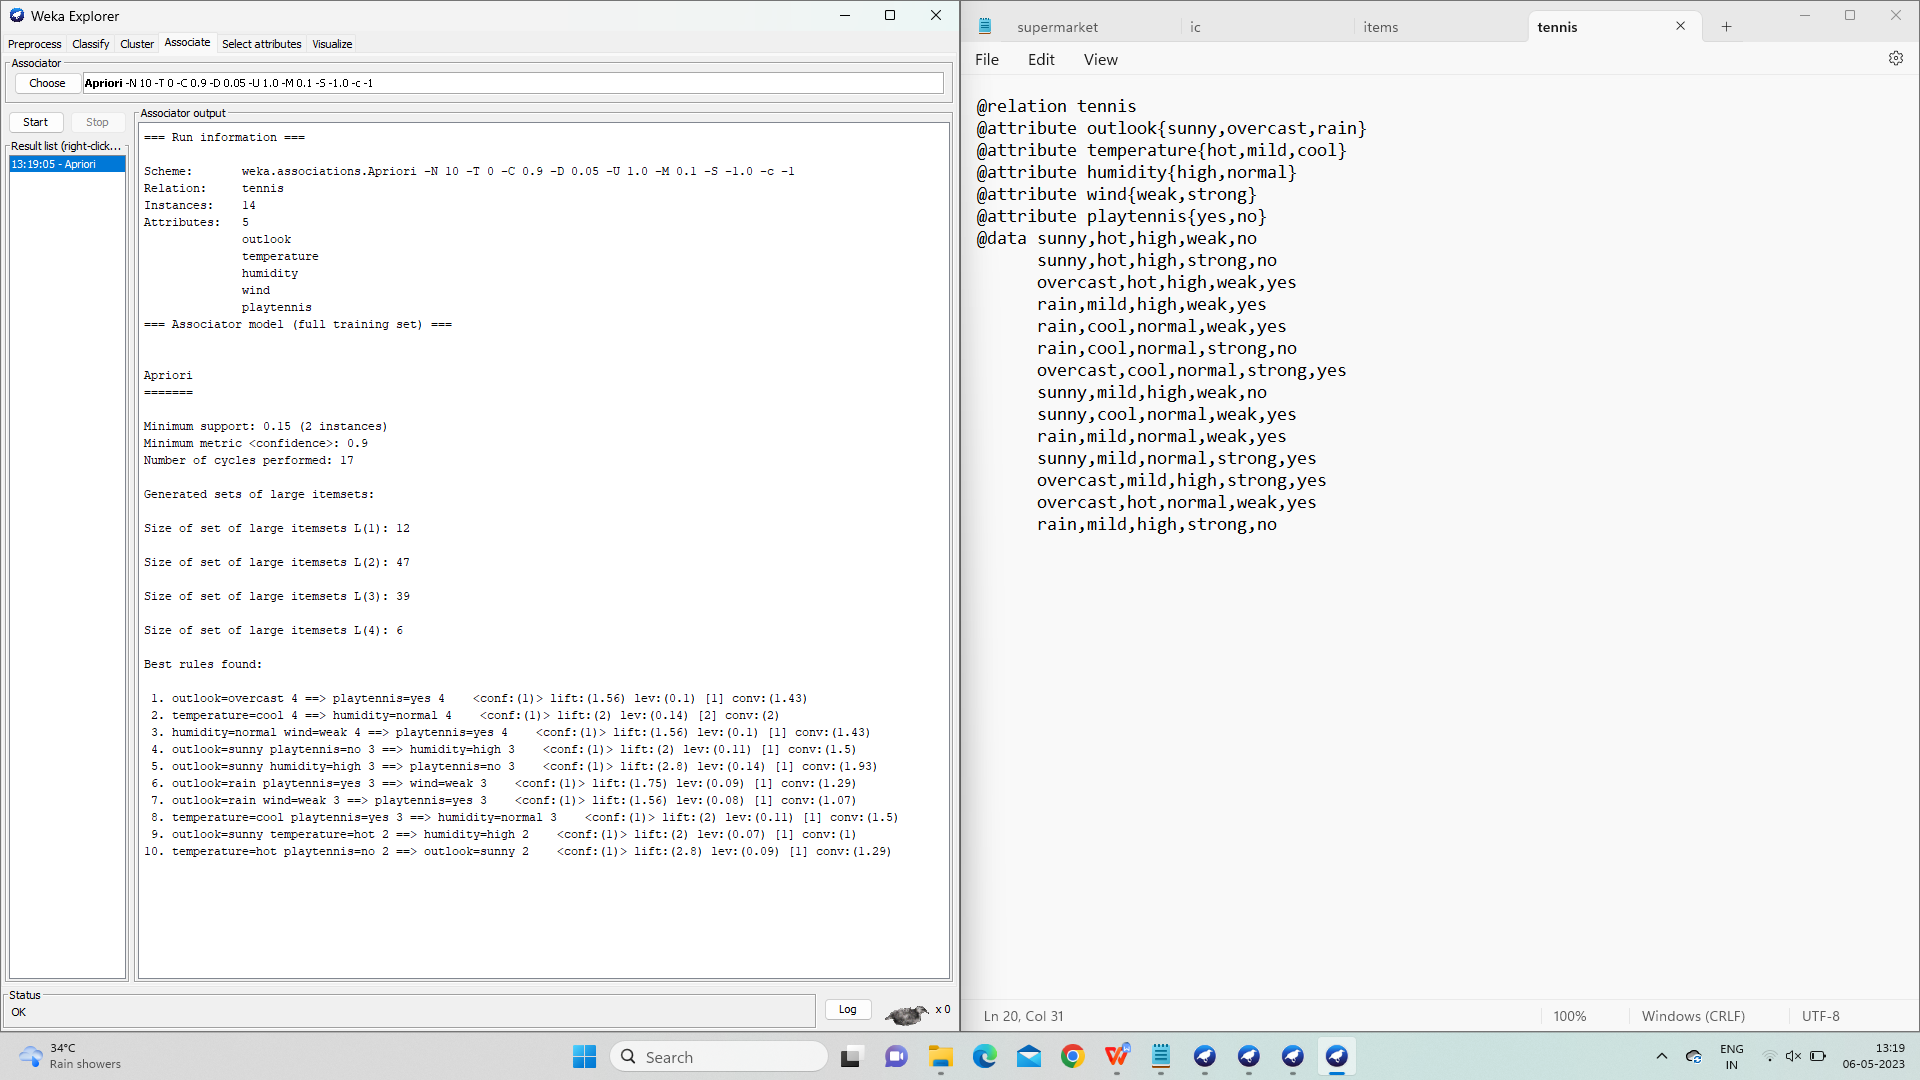 Weka Explorer
Preprocess Classify Cluster Associate Select attributes Visualize
Associator
Choose Apriori -N 10 -T 0 -C 0.9 -D 0.05 -U 1.0 -M 0.1 -S -1.0 -c -1
Start Stop
Result list (right-click...
13:19:05 - Apriori
Associator output
=== Run information ===
Scheme: weka.associations.Apriori -N 10 -T 0 -C 0.9 -D 0.05 -U 1.0 -M 0.1 -S -1.0 -c -1
Relation: tennis
Instances: 14
Attributes: 5
outlook
temperature
humidity
wind
playtennis
=== Associator model (full training set) ===
Apriori
=======
Minimum support: 0.15 (2 instances)
Minimum metric <confidence>: 0.9
Number of cycles performed: 17
Generated sets of large itemsets:
Size of set of large itemsets L(1): 12
Size of set of large itemsets L(2): 47
Size of set of large itemsets L(3): 39
Size of set of large itemsets L(4): 6
Best rules found:
1. outlook=overcast 4 ==> playtennis=yes 4 <conf:(1)> lift:(1.56) lev:(0.1) [1] conv:(1.43)
2. temperature=cool 4 ==> humidity=normal 4 <conf:(1)> lift:(2) lev:(0.14) [2] conv:(2)
3. humidity=normal wind=weak 4 ==> playtennis=yes 4 <conf:(1)> lift:(1.56) lev:(0.1) [1] conv:(1.43)
4. outlook=sunny playtennis=no 3 ==> humidity=high 3 <conf:(1)> lift:(2) lev:(0.11) [1] conv:(1.5)
5. outlook=sunny humidity=high 3 ==> playtennis=no 3 <conf:(1)> lift:(2.8) lev:(0.14) [1] conv:(1.93)
6. outlook=rain playtennis=yes 3 ==> wind=weak 3 <conf:(1)> lift:(1.75) lev:(0.09) [1] conv:(1.29)
7. outlook=rain wind=weak 3 ==> playtennis=yes 3 <conf:(1)> lift:(1.56) lev:(0.08) [1] conv:(1.07)
8. temperature=cool playtennis=yes 3 ==> humidity=normal 3 <conf:(1)> lift:(2) lev:(0.11) [1] conv:(1.5)
9. outlook=sunny temperature=hot 2 ==> humidity=high 2 <conf:(1)> lift:(2) lev:(0.07) [1] conv:(1)
10. temperature=hot playtennis=no 2 ==> outlook=sunny 2 <conf:(1)> lift:(2.8) lev:(0.09) [1] conv:(1.29)
Status
OK
Log
x 0
supermarket ic items tennis
File Edit View
@relation tennis
@attribute outlook{sunny,overcast,rain}
@attribute temperature{hot,mild,cool}
@attribute humidity{high,normal}
@attribute wind{weak,strong}
@attribute playtennis{yes,no}
@data sunny,hot,high,weak,no
sunny,hot,high,strong,no
overcast,hot,high,weak,yes
rain,mild,high,weak,yes
rain,cool,normal,weak,yes
rain,cool,normal,strong,no
overcast,cool,normal,strong,yes
sunny,mild,high,weak,no
sunny,cool,normal,weak,yes
rain,mild,normal,weak,yes
sunny,mild,normal,strong,yes
overcast,mild,high,strong,yes
overcast,hot,normal,weak,yes
rain,mild,high,strong,no
Ln 20, Col 31 100% Windows (CRLF) UTF-8
34°C
Rain showers
Search
ENG
IN
13:19
06-05-2023